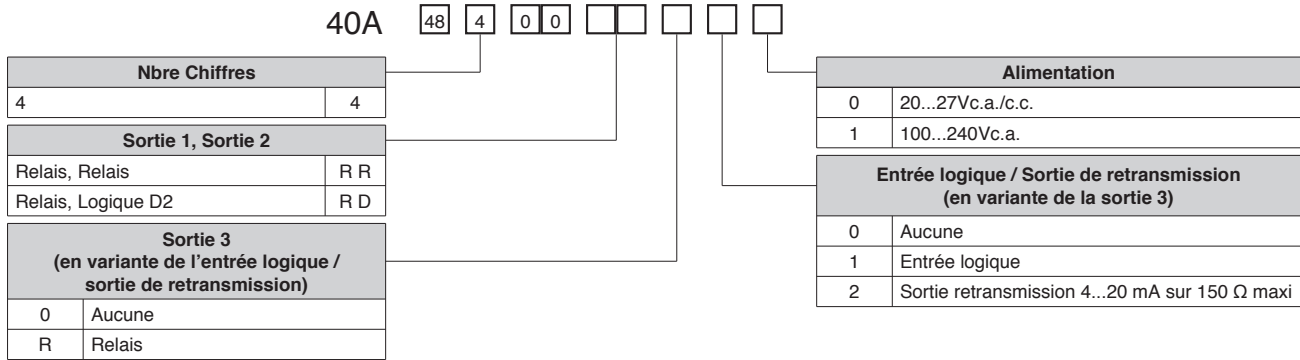 40A 48 4 0 0
Nbre Chiffres
4 4
Sortie 1, Sortie 2
Relais, Relais R R
Relais, Logique D2 R D
Sortie 3
(en variante de l'entrée logique /
sortie de retransmission)
0 Aucune
R Relais
Alimentation
0 20...27Vc.a./c.c.
1 100...240Vc.a.
Entrée logique / Sortie de retransmission
(en variante de la sortie 3)
0 Aucune
1 Entrée logique
2 Sortie retransmission 4...20 mA sur 150 Ω maxi